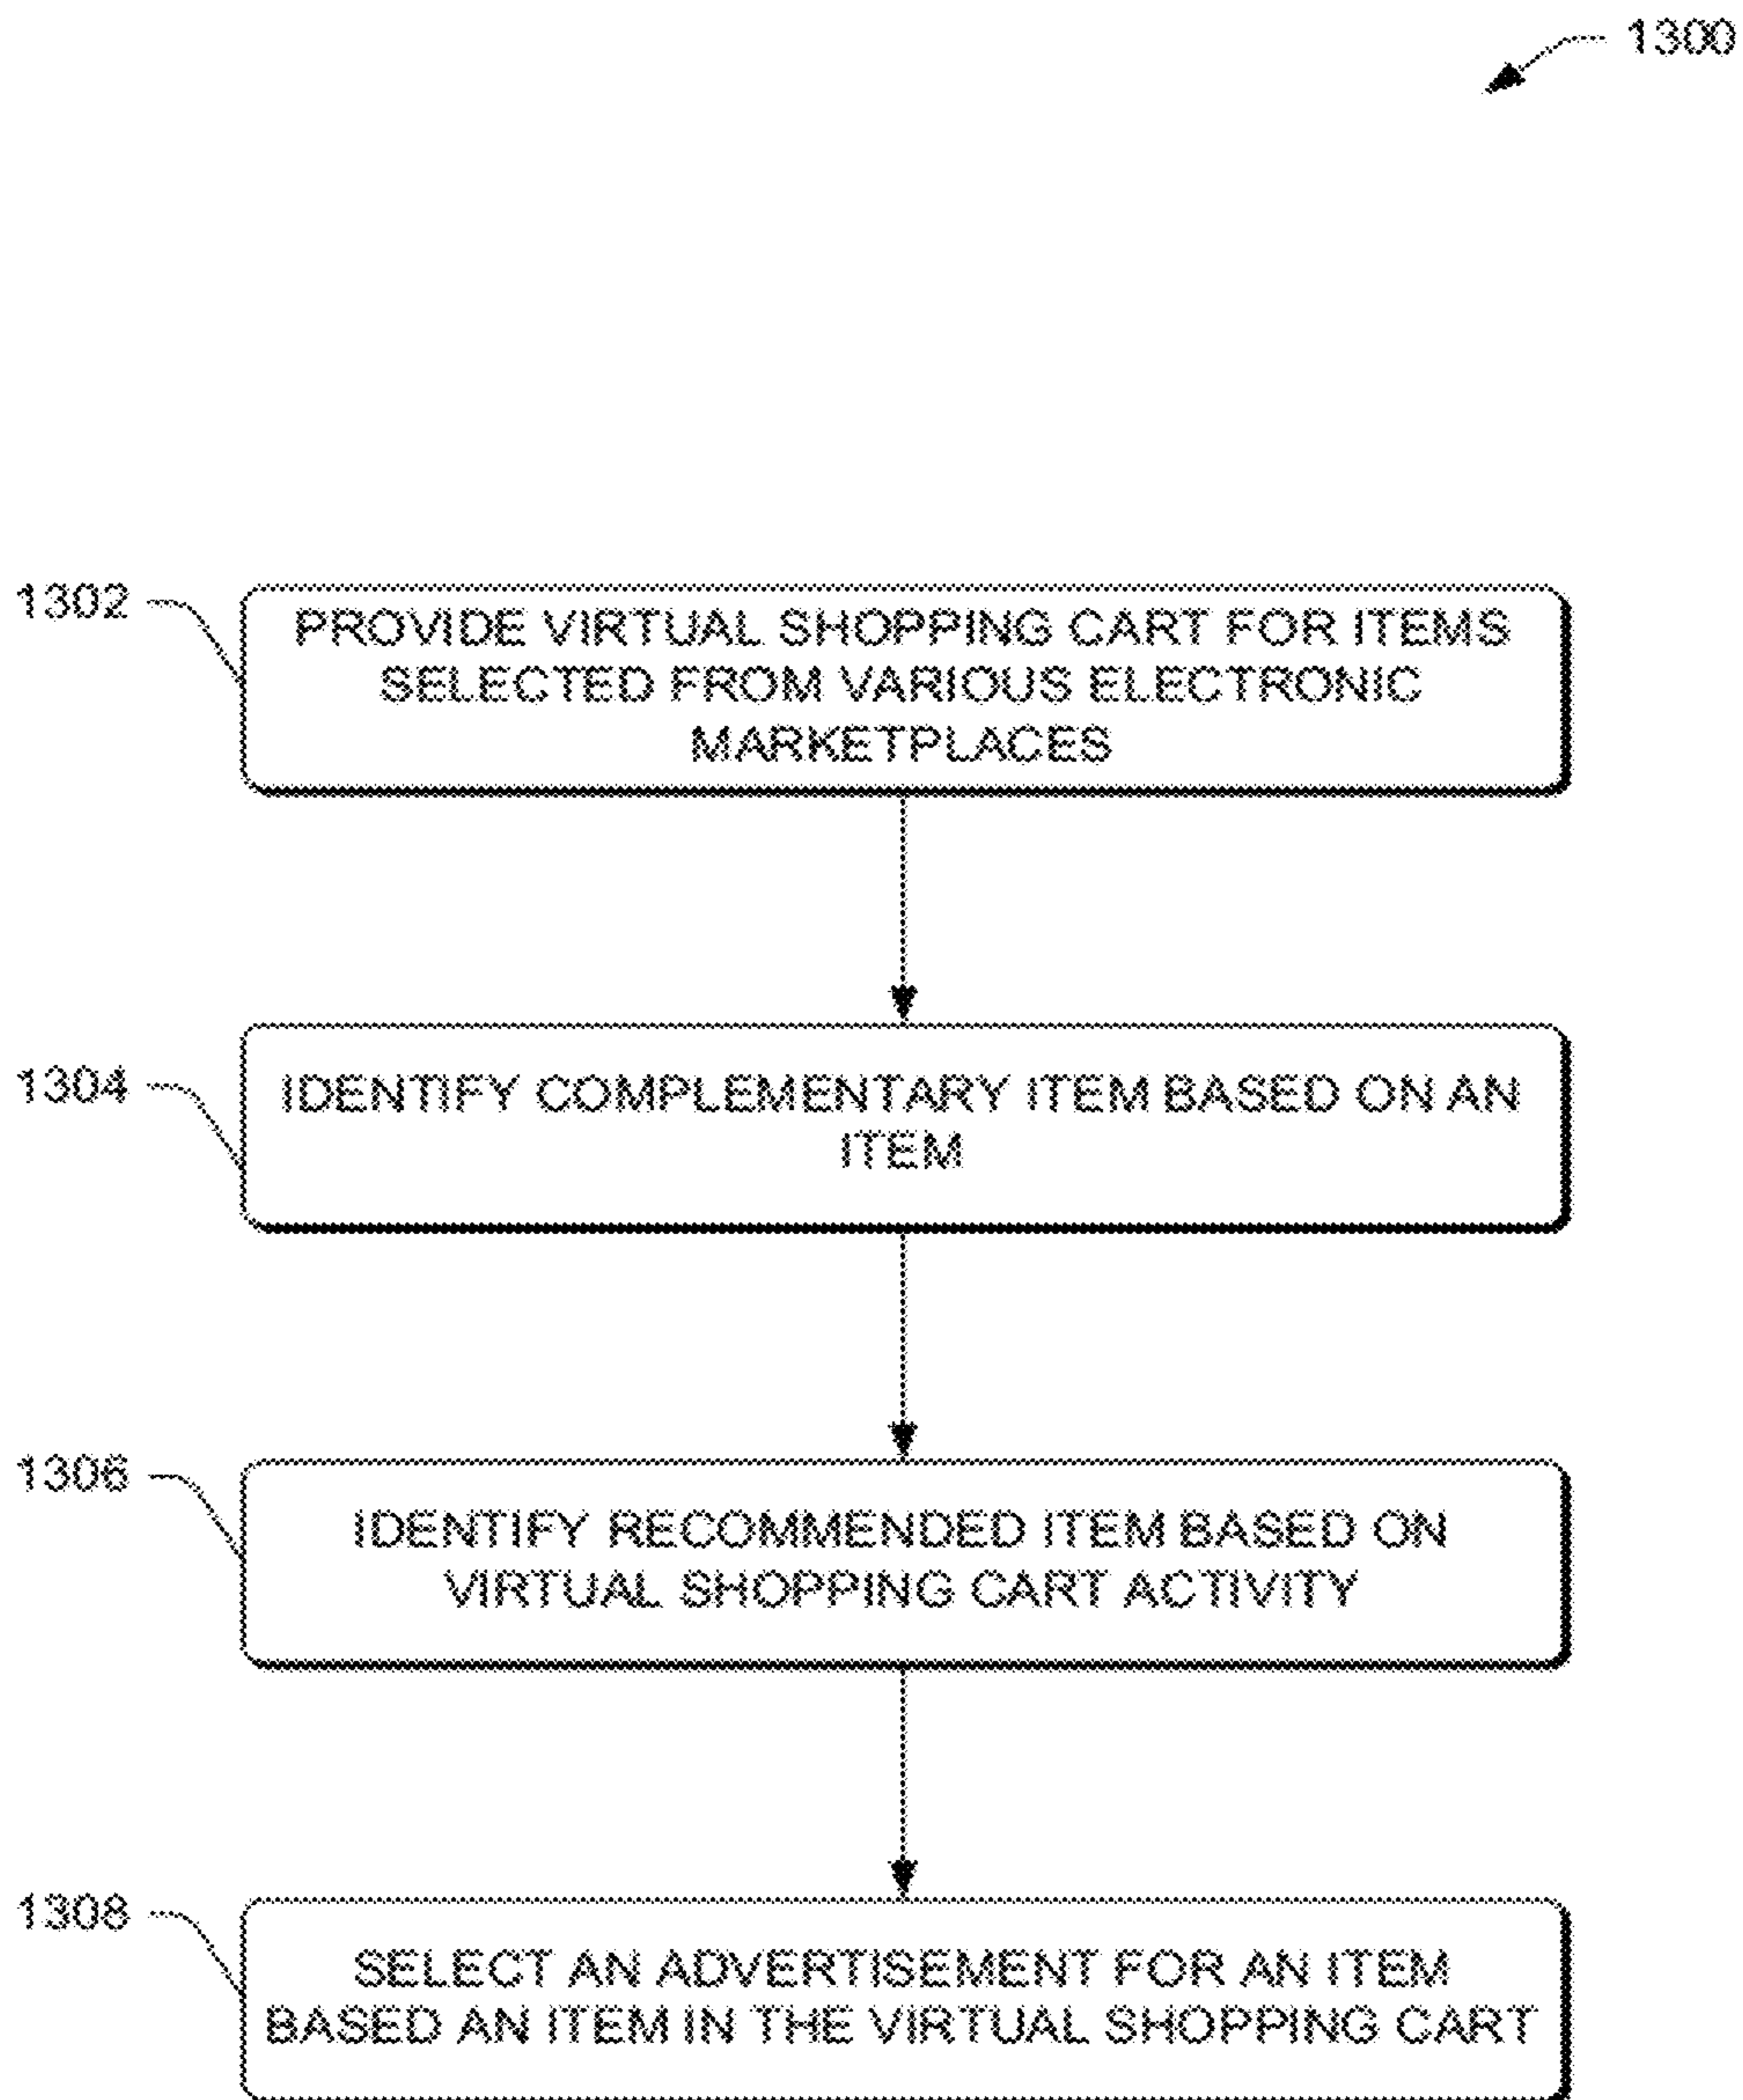 1300
1302
PROVIDE VIRTUAL SHOPPING CART FOR ITEMS
SELECTED FROM VARIOUS ELECTRONIC
MARKETPLACES
1304
IDENTIFY COMPLEMENTARY ITEM BASED ON AN
ITEM
1306
IDENTIFY RECOMMENDED ITEM BASED ON
VIRTUAL SHOPPING CART ACTIVITY
1308
SELECT AN ADVERTISEMENT FOR AN ITEM
BASED AN ITEM IN THE VIRTUAL SHOPPING CART